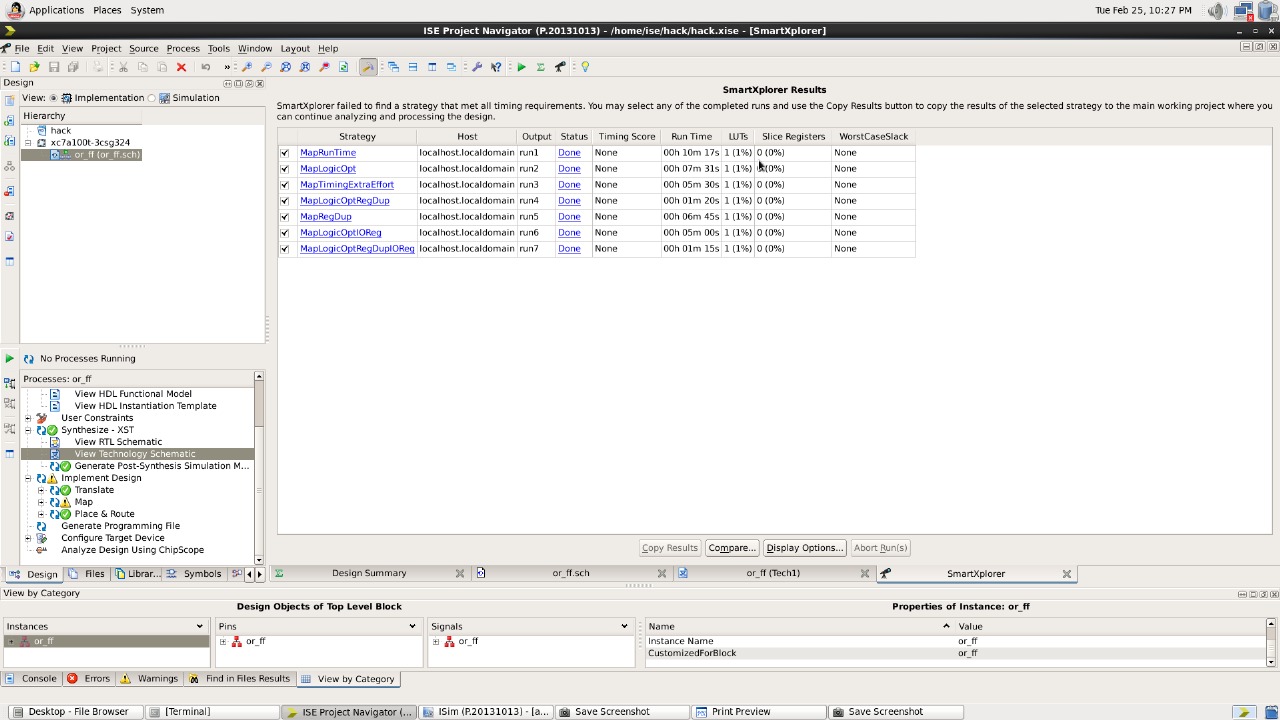 Applications Places System Tue Feb 25, 10:27 PM
ISE Project Navigator (P.20131013) - /home/ise/hack/hack.xise - [SmartXplorer]
File Edit View Project Source Process Tools Window Layout Help
Design
View: Implementation Simulation
Hierarchy
hack
xc7a100t-3csg324
or_ff (or_ff.sch)
No Processes Running
Processes: or_ff
View HDL Functional Model
View HDL Instantiation Template
User Constraints
Synthesize - XST
View RTL Schematic
View Technology Schematic
Generate Post-Synthesis Simulation M...
Implement Design
Translate
Map
Place & Route
Generate Programming File
Configure Target Device
Analyze Design Using ChipScope
Design Files Librar... Symbols
SmartXplorer Results
SmartXplorer failed to find a strategy that met all timing requirements. You may select any of the completed runs and use the Copy Results button to copy the results of the selected strategy to the main working project where you
can continue analyzing and processing the design.
Strategy Host Output Status Timing Score Run Time LUTs Slice Registers WorstCaseSlack
MapRunTime localhost.localdomain run1 Done None 00h 10m 17s 1 (1%) 0 (0%) None
MapLogicOpt localhost.localdomain run2 Done None 00h 07m 31s 1 (1%) 0 (0%) None
MapTimingExtraEffort localhost.localdomain run3 Done None 00h 05m 30s 1 (1%) 0 (0%) None
MapLogicOptRegDup localhost.localdomain run4 Done None 00h 01m 20s 1 (1%) 0 (0%) None
MapRegDup localhost.localdomain run5 Done None 00h 06m 45s 1 (1%) 0 (0%) None
MapLogicOptIOReg localhost.localdomain run6 Done None 00h 05m 00s 1 (1%) 0 (0%) None
MapLogicOptRegDupIOReg localhost.localdomain run7 Done None 00h 01m 15s 1 (1%) 0 (0%) None
Copy Results Compare... Display Options... Abort Run(s)
Design Summary or_ff.sch or_ff (Tech1) SmartXplorer
View by Category
Design Objects of Top Level Block Properties of Instance: or_ff
Instances Pins Signals Name Value
or_ff or_ff or_ff Instance Name or_ff
CustomizedForBlock or_ff
Console Errors Warnings Find in Files Results View by Category
Desktop - File Browser [Terminal] ISE Project Navigator (... ISim (P.20131013) - [a... Save Screenshot Print Preview Save Screenshot